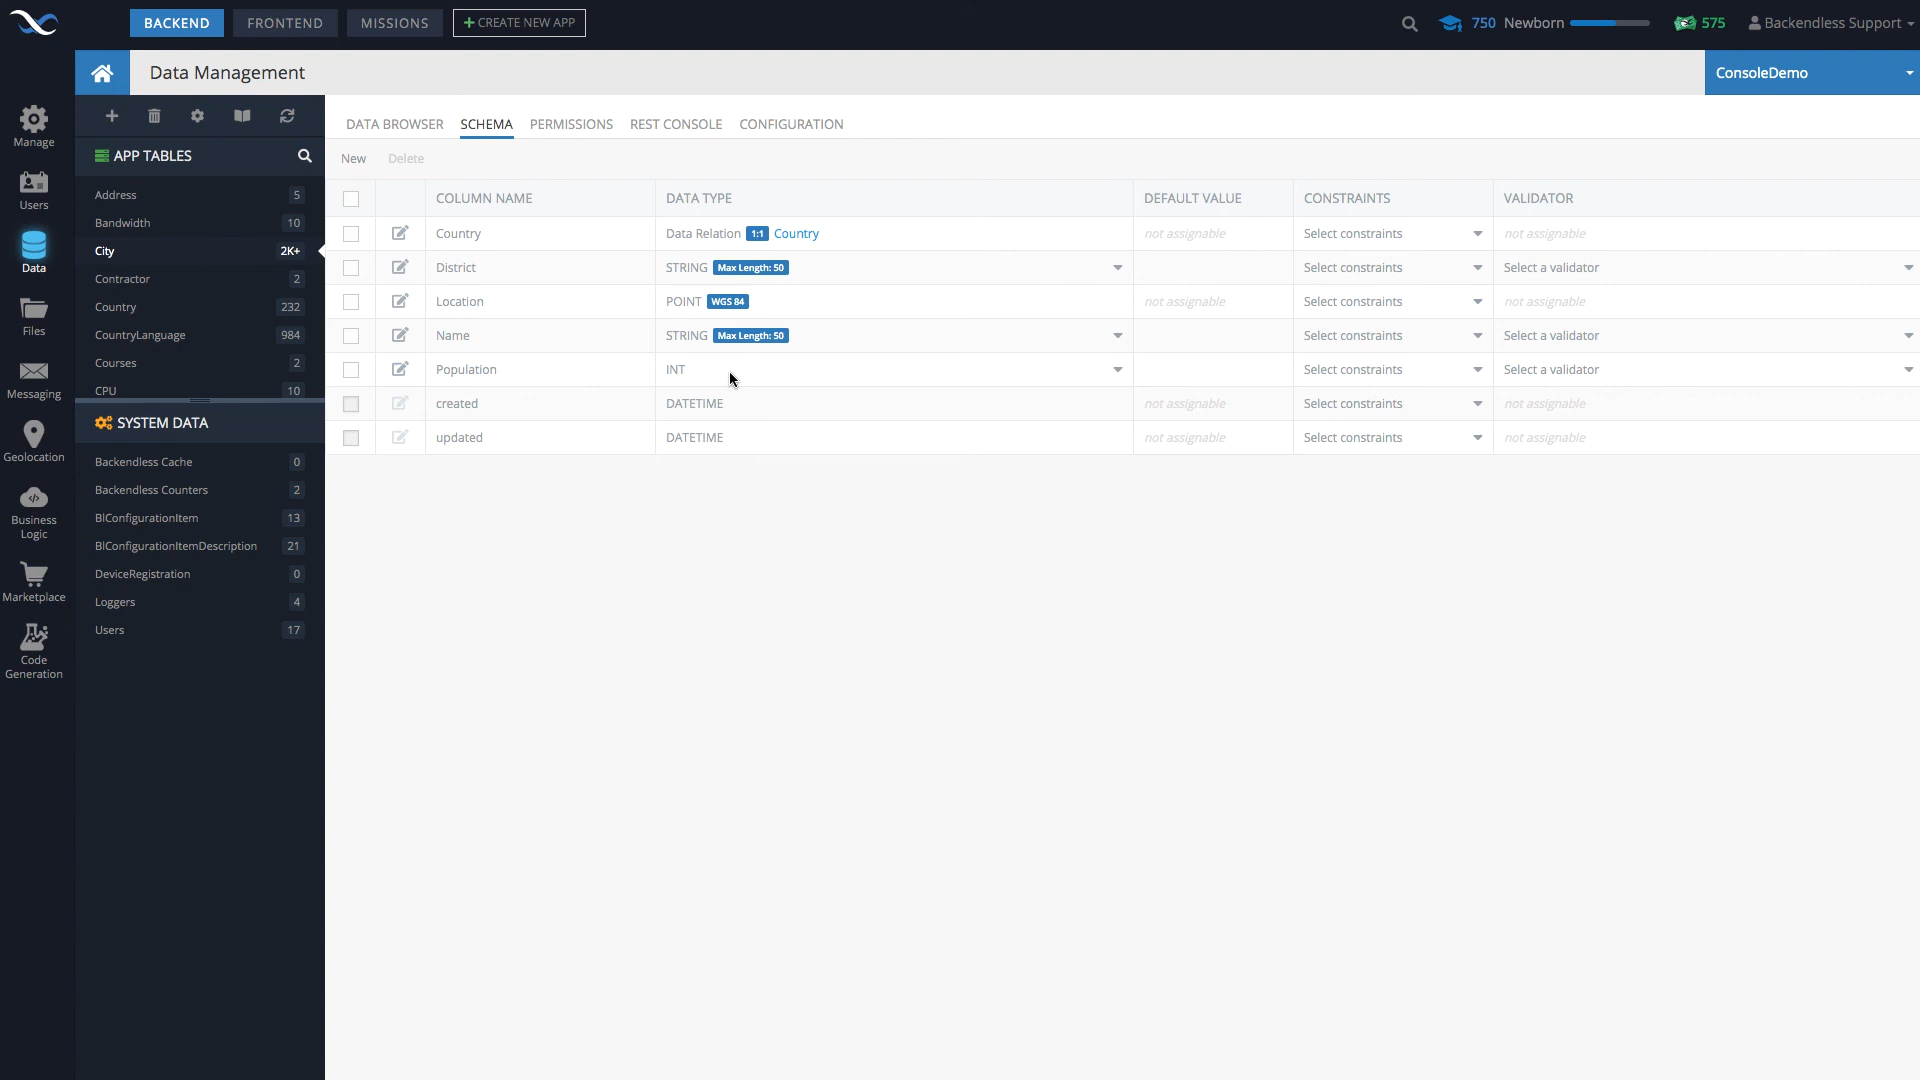 BACKEND FRONTEND MISSIONS + CREATE NEW APP 750 Newborn 575 Backendless Support
Data Management ConsoleDemo
Manage
Users
Data
Files
Messaging
Geolocation
Business
Logic
Marketplace
Code
Generation
APP TABLES
Address 5
Bandwidth 10
City 2K+
Contractor 2
Country 232
CountryLanguage 984
Courses 2
CPU 10
SYSTEM DATA
Backendless Cache 0
Backendless Counters 2
BlConfigurationItem 13
BlConfigurationItemDescription 21
DeviceRegistration 0
Loggers 4
Users 17
DATA BROWSER SCHEMA PERMISSIONS REST CONSOLE CONFIGURATION
New Delete
COLUMN NAME DATA TYPE DEFAULT VALUE CONSTRAINTS VALIDATOR
Country Data Relation 1:1 Country not assignable Select constraints not assignable
District STRING Max Length: 50 Select constraints Select a validator
Location POINT WGS 84 not assignable Select constraints not assignable
Name STRING Max Length: 50 Select constraints Select a validator
Population INT Select constraints Select a validator
created DATETIME not assignable Select constraints not assignable
updated DATETIME not assignable Select constraints not assignable